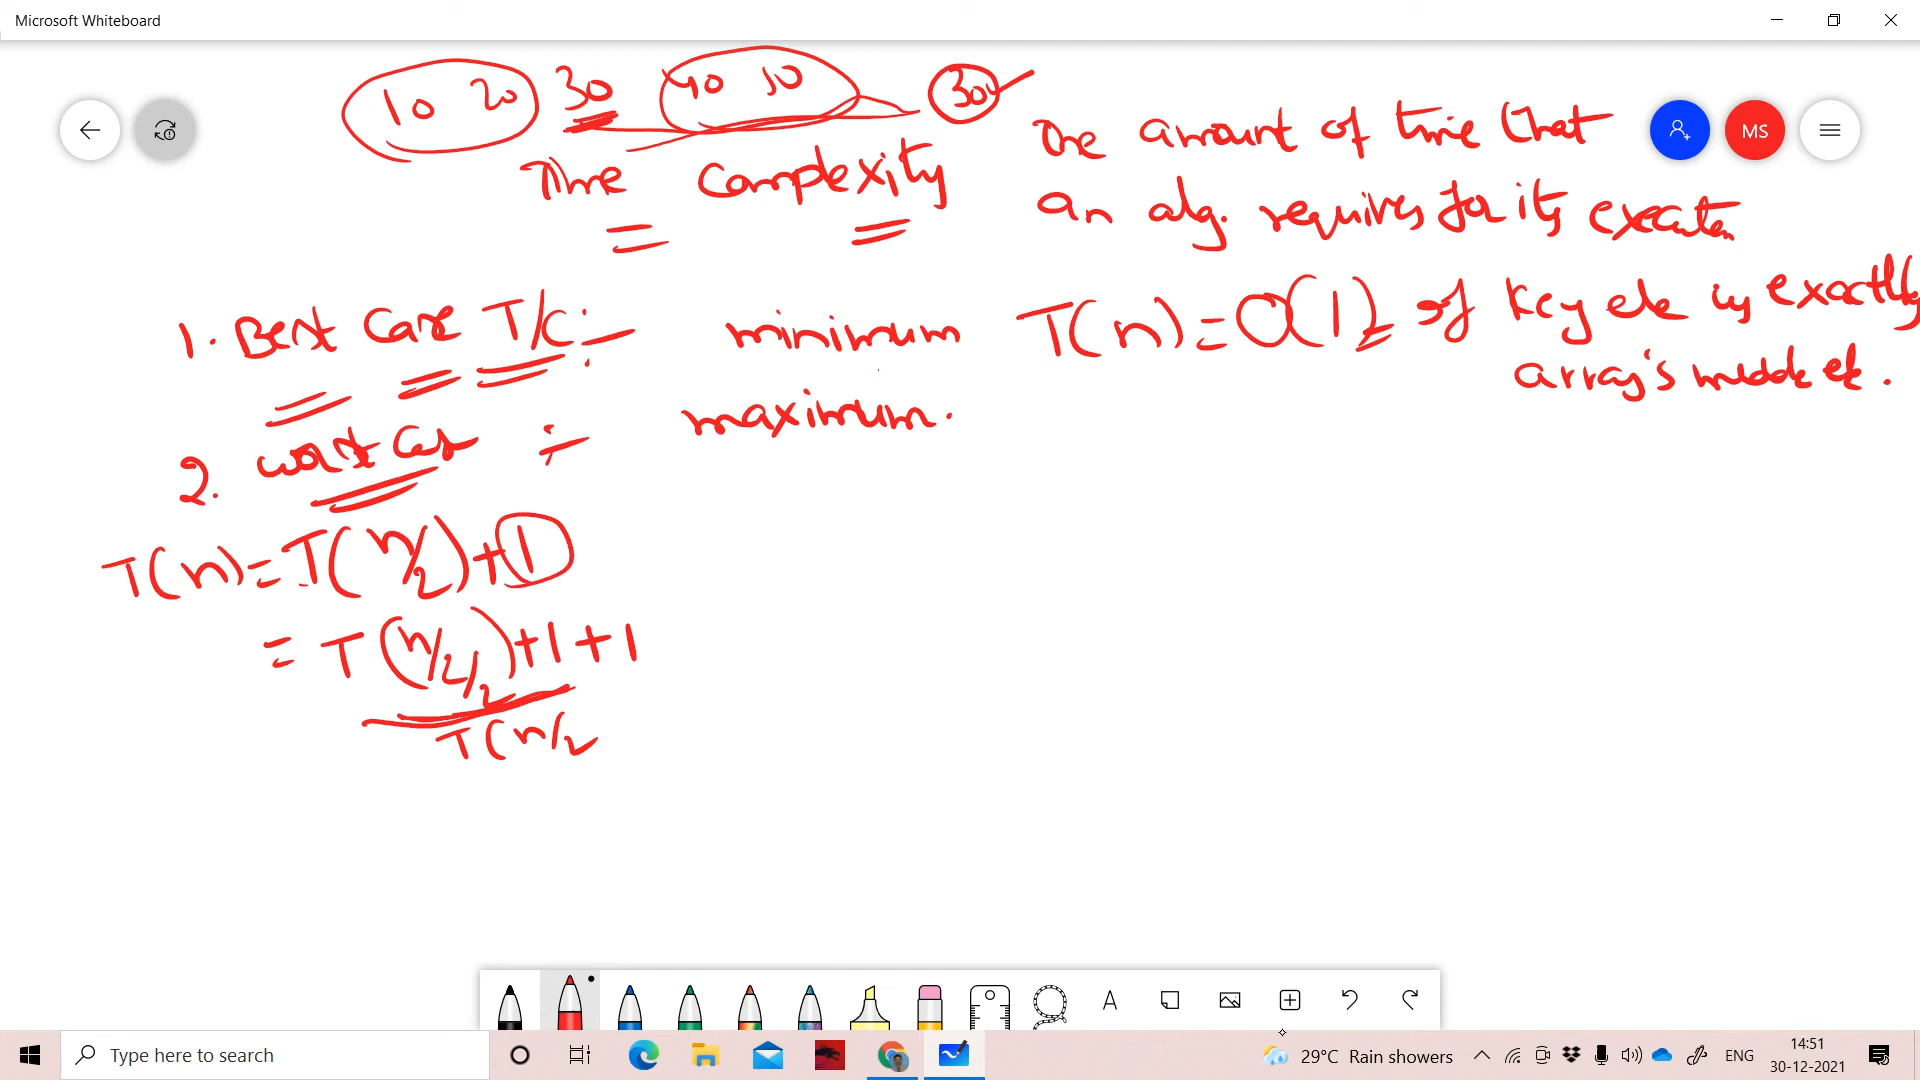 Microsoft Whiteboard
10 20 30 40 50 30
Time complexity
The amount of time that
an alg. requires for its execution
1. Best Case T/C :- minimum
T(n) = O(1) if key ele is exactly
array's middle ele.
2. worst case :- maximum.
T(n) = T(n/2) + 1
= T(n/2/2) + 1 + 1
T(n/2
MS
A
Type here to search
29°C Rain showers
ENG
14:51
30-12-2021